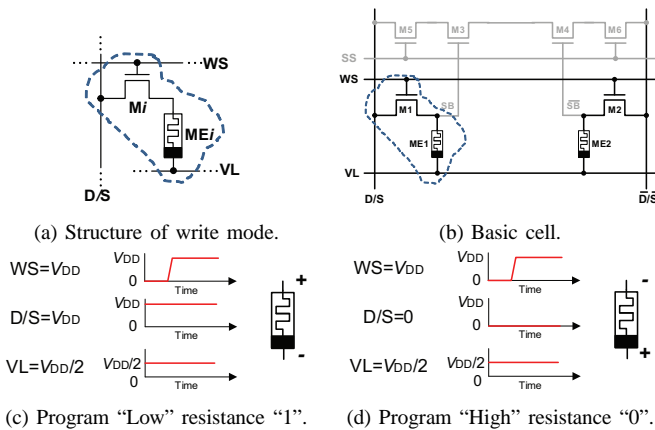 WS
Mi
MEi
VL
D/S
(a) Structure of write mode.
M5 M3 M4 M6
SS
WS
M1 SB S̅B̅ M2
ME1 ME2
VL
D/S D̅/S̅
(b) Basic cell.
WS=VDD
VDD
0
Time
D/S=VDD
VDD
0
Time
VL=VDD/2
VDD/2
0
Time
+
-
(c) Program “Low” resistance “1”.
WS=VDD
VDD
0
Time
D/S=0
VDD
0
Time
VL=VDD/2
VDD/2
0
Time
-
+
(d) Program “High” resistance “0”.